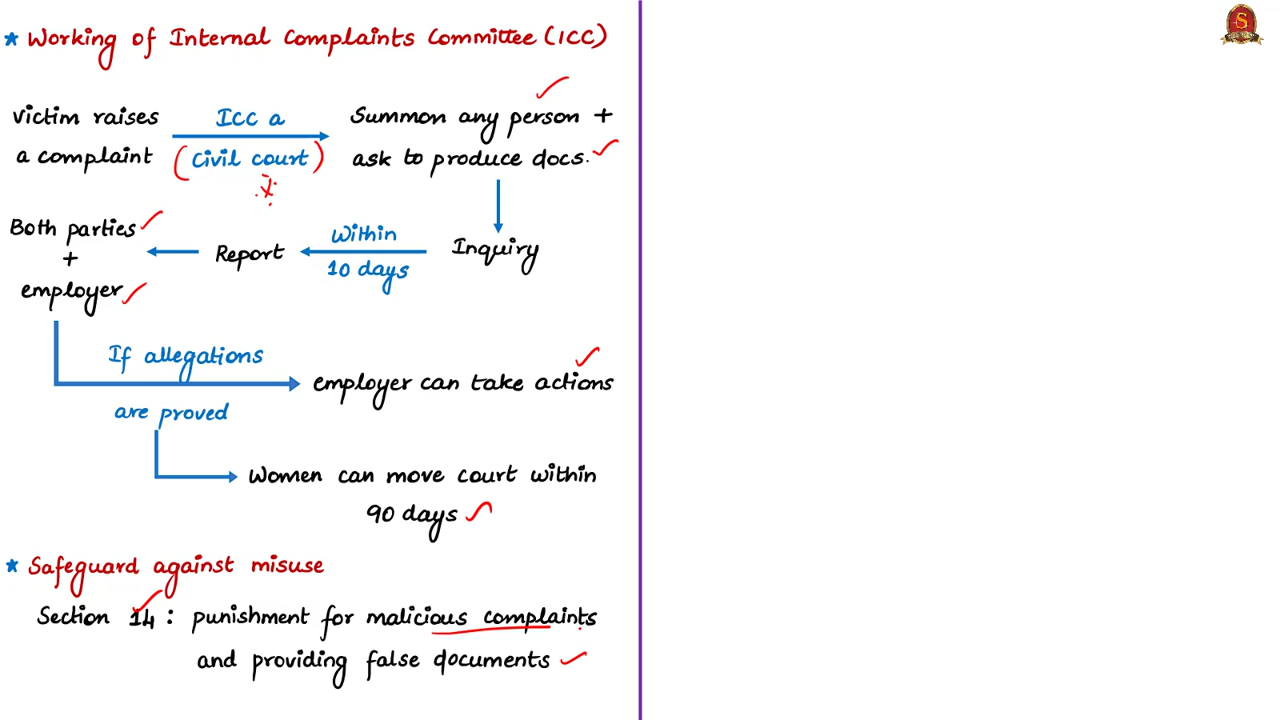 * Working of Internal Complaints Committee (ICC)
victim raises
a complaint
ICC a
(Civil court)
Summon any person +
ask to produce docs.
Inquiry
Within
10 days
Report
Both parties
+
employer
If allegations
are proved
employer can take actions
Women can move court within
90 days
* Safeguard against misuse
Section 14: punishment for malicious complaints
and providing false documents
S